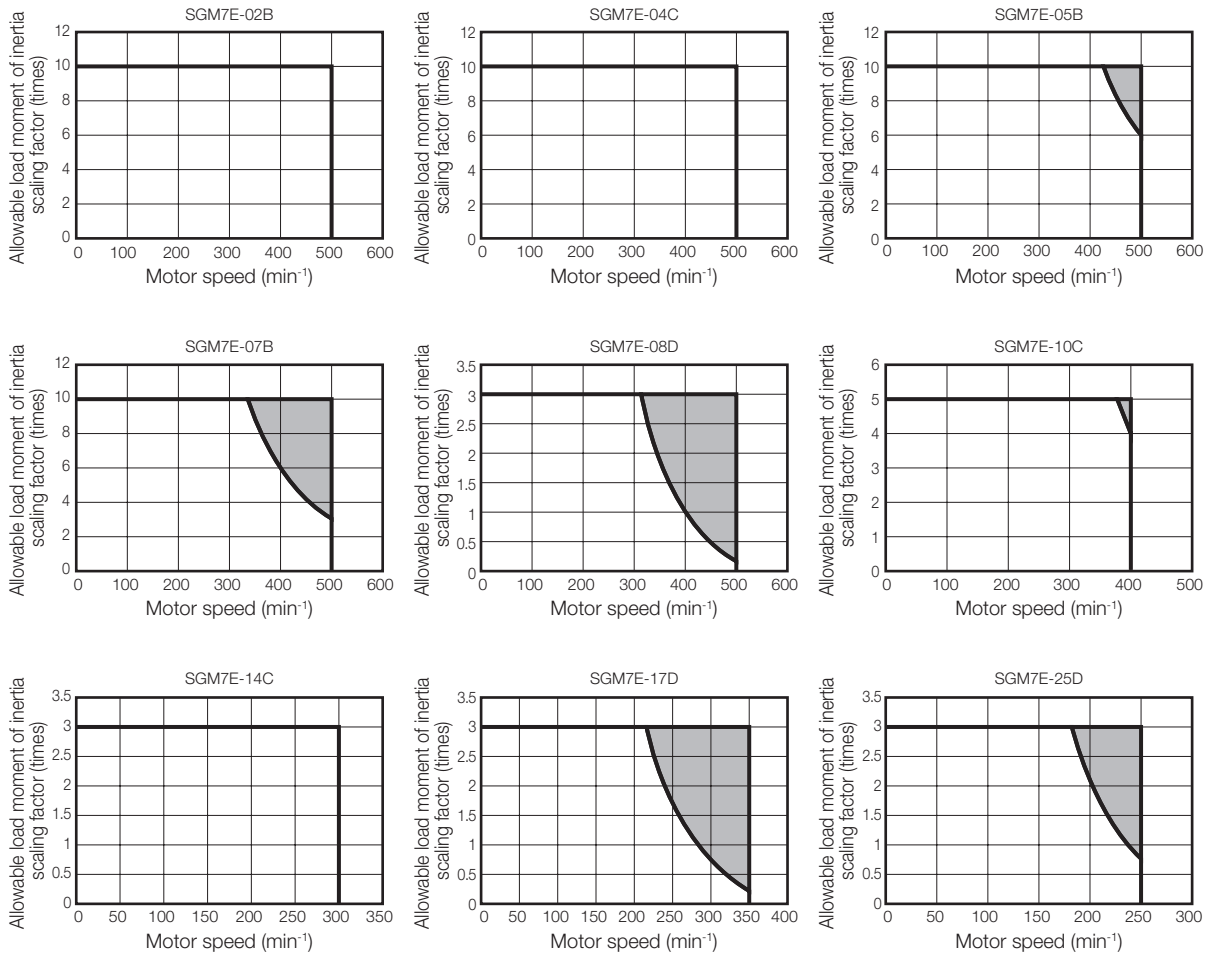 SGM7E-02B
Allowable load moment of inertia
scaling factor (times)
12
10
8
6
4
2
0
0 100 200 300 400 500 600
Motor speed (min-1)
SGM7E-04C
Allowable load moment of inertia
scaling factor (times)
12
10
8
6
4
2
0
0 100 200 300 400 500 600
Motor speed (min-1)
SGM7E-05B
Allowable load moment of inertia
scaling factor (times)
12
10
8
6
4
2
0
0 100 200 300 400 500 600
Motor speed (min-1)
SGM7E-07B
Allowable load moment of inertia
scaling factor (times)
12
10
8
6
4
2
0
0 100 200 300 400 500 600
Motor speed (min-1)
SGM7E-08D
Allowable load moment of inertia
scaling factor (times)
3.5
3
2.5
2
1.5
1
0.5
0
0 100 200 300 400 500 600
Motor speed (min-1)
SGM7E-10C
Allowable load moment of inertia
scaling factor (times)
6
5
4
3
2
1
0
0 100 200 300 400 500
Motor speed (min-1)
SGM7E-14C
Allowable load moment of inertia
scaling factor (times)
3.5
3
2.5
2
1.5
1
0.5
0
0 50 100 150 200 250 300 350
Motor speed (min-1)
SGM7E-17D
Allowable load moment of inertia
scaling factor (times)
3.5
3
2.5
2
1.5
1
0.5
0
0 50 100 150 200 250 300 350 400
Motor speed (min-1)
SGM7E-25D
Allowable load moment of inertia
scaling factor (times)
3.5
3
2.5
2
1.5
1
0.5
0
0 50 100 150 200 250 300
Motor speed (min-1)